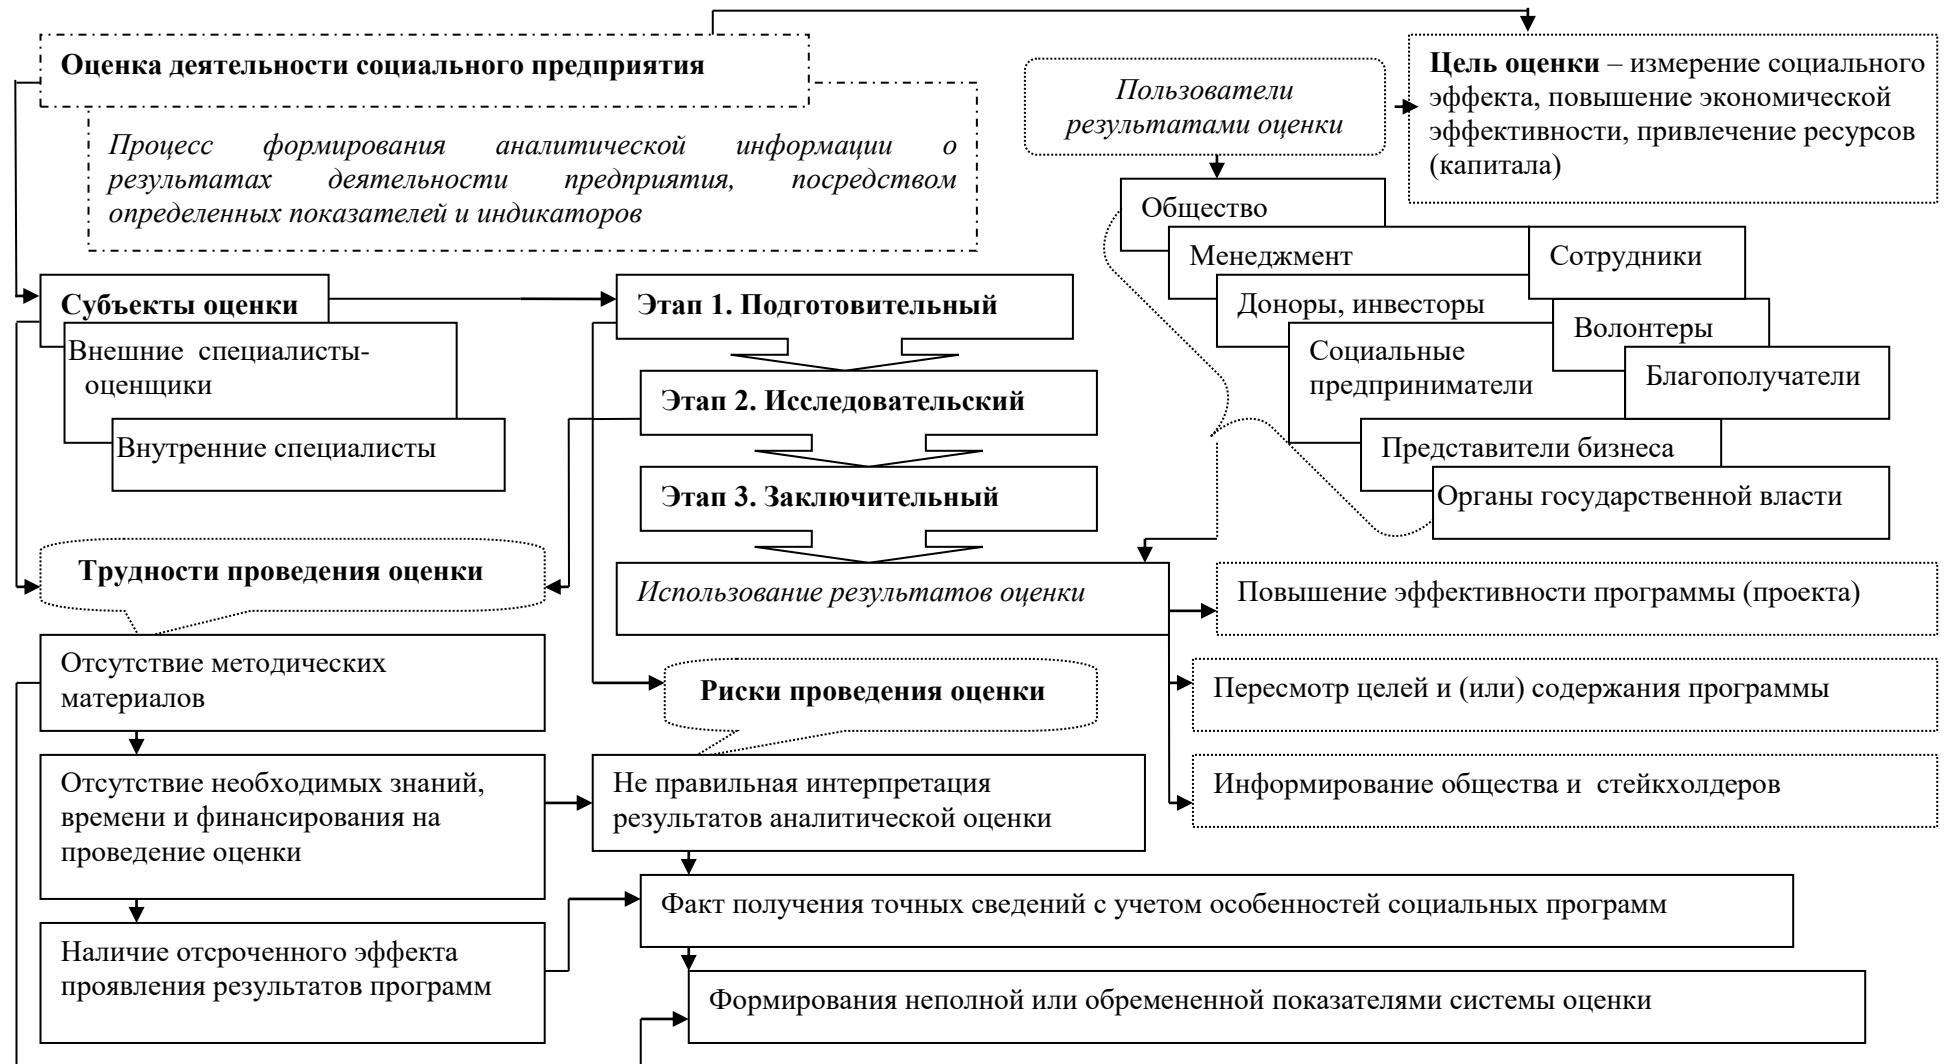 Оценка деятельности социального предприятия
Процесс формирования аналитической информации о
результатах деятельности предприятия, посредством
определенных показателей и индикаторов
Пользователи
результатами оценки
Цель оценки – измерение социального
эффекта, повышение экономической
эффективности, привлечение ресурсов
(капитала)
Общество
Менеджмент
Сотрудники
Доноры, инвесторы
Волонтеры
Социальные
предприниматели
Благополучатели
Представители бизнеса
Органы государственной власти
Субъекты оценки
Внешние специалисты-
оценщики
Внутренние специалисты
Этап 1. Подготовительный
Этап 2. Исследовательский
Этап 3. Заключительный
Использование результатов оценки
Повышение эффективности программы (проекта)
Пересмотр целей и (или) содержания программы
Информирование общества и стейкхолдеров
Трудности проведения оценки
Отсутствие методических
материалов
Отсутствие необходимых знаний,
времени и финансирования на
проведение оценки
Наличие отсроченного эффекта
проявления результатов программ
Риски проведения оценки
Не правильная интерпретация
результатов аналитической оценки
Факт получения точных сведений с учетом особенностей социальных программ
Формирования неполной или обремененной показателями системы оценки